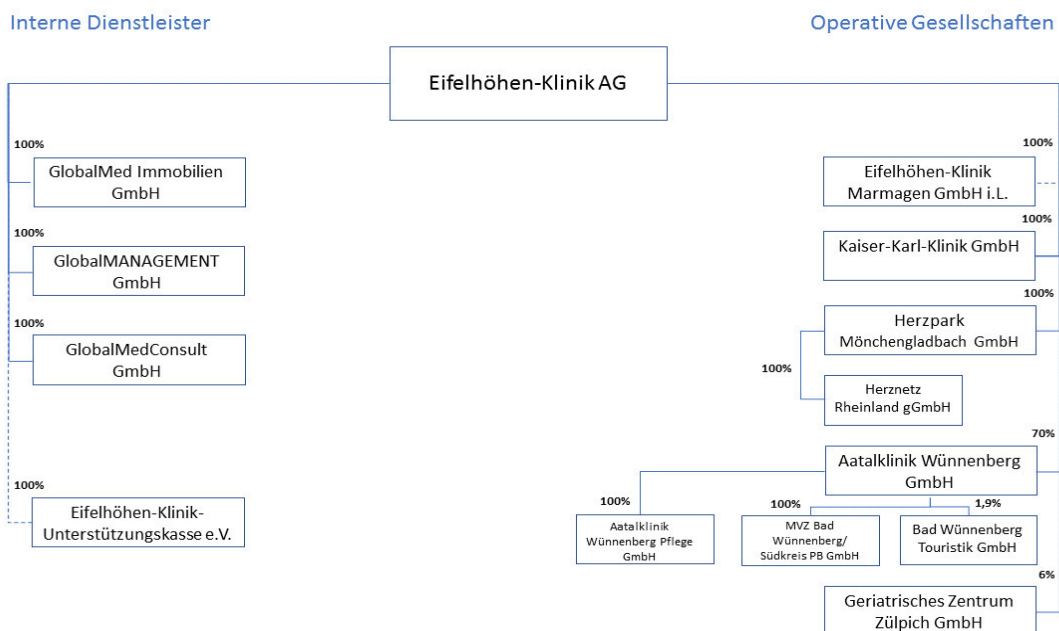 Interne Dienstleister
Operative Gesellschaften
Eifelhöhen-Klinik AG
100%
GlobalMed Immobilien
GmbH
100%
GlobalMANAGEMENT
GmbH
100%
GlobalMedConsult
GmbH
100%
Eifelhöhen-Klinik-
Unterstützungskasse e.V.
100%
Eifelhöhen-Klinik
Marmagen GmbH i.L.
100%
Kaiser-Karl-Klinik GmbH
100%
Herzpark
Mönchengladbach GmbH
100%
Herznetz
Rheinland gGmbH
70%
Aatalklinik Wünnenberg
GmbH
100%
Aatalklinik
Wünnenberg Pflege
GmbH
100%
MVZ Bad
Wünnenberg/
Südkreis PB GmbH
1,9%
Bad Wünnenberg
Touristik GmbH
6%
Geriatrisches Zentrum
Zülpich GmbH